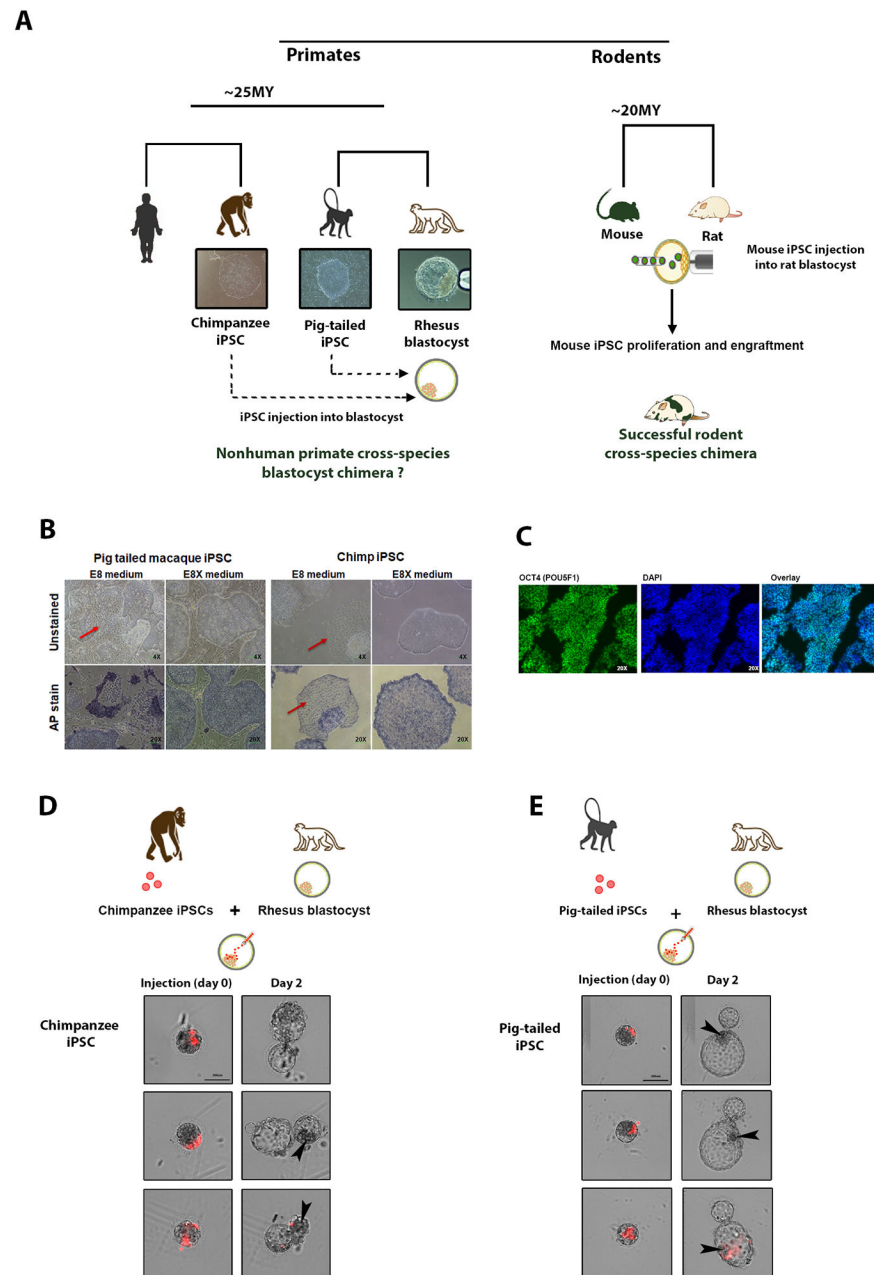 A
Primates
Rodents
~25MY
~20MY
Mouse
Rat
Mouse iPSC injection
into rat blastocyst
Chimpanzee
iPSC
Pig-tailed
iPSC
Rhesus
blastocyst
Mouse iPSC proliferation and engraftment
iPSC injection into blastocyst
Nonhuman primate cross-species
blastocyst chimera ?
Successful rodent
cross-species chimera
B
Pig tailed macaque iPSC
Chimp iPSC
E8 medium
E8X medium
E8 medium
E8X medium
Unstained
4X
4X
4X
4X
AP stain
20X
20X
20X
20X
C
OCT4 (POU5F1)
DAPI
Overlay
20X
20X
20X
D
Chimpanzee iPSCs + Rhesus blastocyst
Injection (day 0)
Day 2
Chimpanzee
iPSC
E
Pig-tailed iPSCs + Rhesus blastocyst
Injection (day 0)
Day 2
Pig-tailed
iPSC